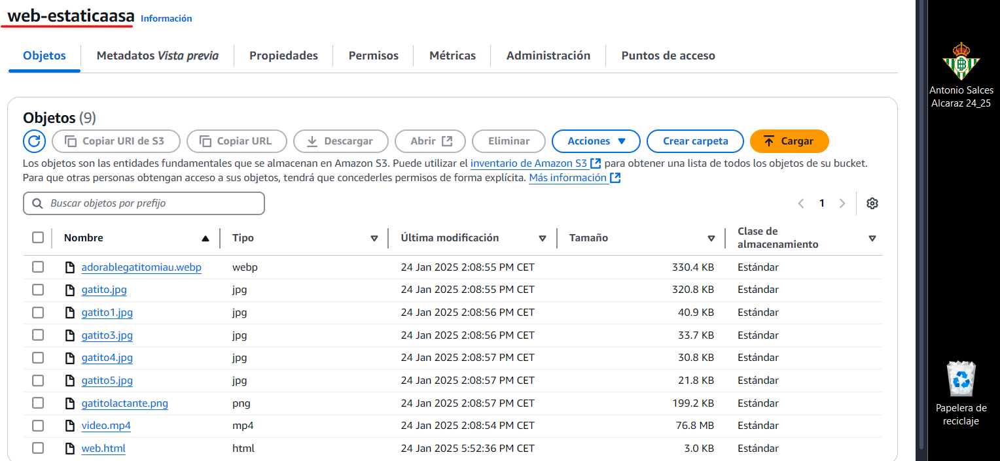 web-estaticaasa Información
Objetos Metadatos Vista previa Propiedades Permisos Métricas Administración Puntos de acceso
Objetos (9)
Copiar URI de S3 Copiar URL Descargar Abrir Eliminar Acciones Crear carpeta Cargar
Los objetos son las entidades fundamentales que se almacenan en Amazon S3. Puede utilizar el inventario de Amazon S3 para obtener una lista de todos los objetos de su bucket.
Para que otras personas obtengan acceso a sus objetos, tendrá que concederles permisos de forma explícita. Más información
Buscar objetos por prefijo
1
Nombre Tipo Última modificación Tamaño Clase de
almacenamiento
adorablegatitomiau.webp webp 24 Jan 2025 2:08:55 PM CET 330.4 KB Estándar
gatito.jpg jpg 24 Jan 2025 2:08:55 PM CET 320.8 KB Estándar
gatito1.jpg jpg 24 Jan 2025 2:08:56 PM CET 40.9 KB Estándar
gatito3.jpg jpg 24 Jan 2025 2:08:56 PM CET 33.7 KB Estándar
gatito4.jpg jpg 24 Jan 2025 2:08:57 PM CET 30.8 KB Estándar
gatito5.jpg jpg 24 Jan 2025 2:08:57 PM CET 21.8 KB Estándar
gatitolactante.png png 24 Jan 2025 2:08:57 PM CET 199.2 KB Estándar
video.mp4 mp4 24 Jan 2025 2:08:54 PM CET 76.8 MB Estándar
web.html html 24 Jan 2025 5:52:36 PM CET 3.0 KB Estándar
Antonio Salces
Alcaraz 24_25
Papelera de
reciclaje